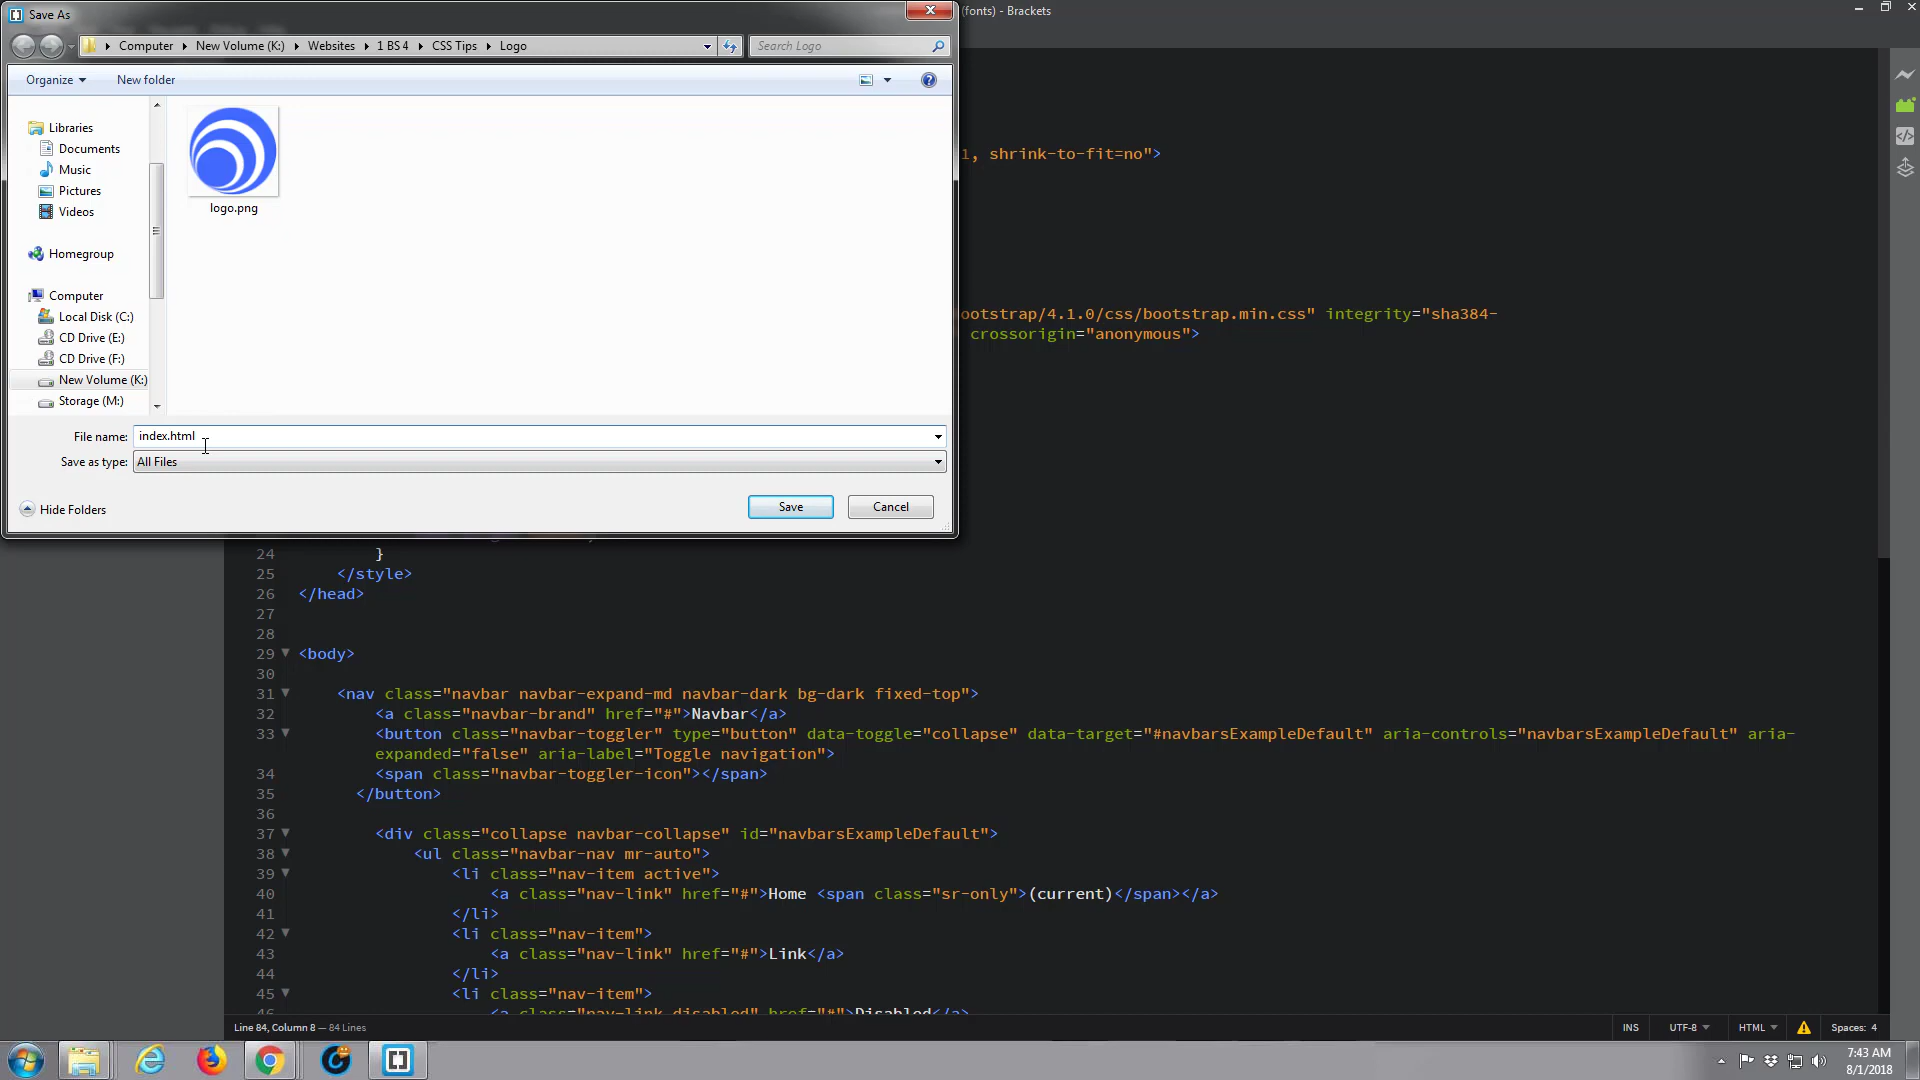 Save As
(fonts) - Brackets
Computer
New Volume (K:)
Websites
1 BS 4
CSS Tips
Logo
Search Logo
Organize
New folder
Libraries
Documents
Music
Pictures
Videos
Homegroup
Computer
Local Disk (C:)
CD Drive (E:)
CD Drive (F:)
New Volume (K:)
Storage (M:)
logo.png
File name: index.html
Save as type: All Files
Hide Folders
Save
Cancel
1, shrink-to-fit=no">
ootstrap/4.1.0/css/bootstrap.min.css" integrity="sha384-
crossorigin="anonymous">
24 }
25 </style>
26 </head>
27
28
29 <body>
30
31 <nav class="navbar navbar-expand-md navbar-dark bg-dark fixed-top">
32 <a class="navbar-brand" href="#">Navbar</a>
33 <button class="navbar-toggler" type="button" data-toggle="collapse" data-target="#navbarsExampleDefault" aria-controls="navbarsExampleDefault" aria-
expanded="false" aria-label="Toggle navigation">
34 <span class="navbar-toggler-icon"></span>
35 </button>
36
37 <div class="collapse navbar-collapse" id="navbarsExampleDefault">
38 <ul class="navbar-nav mr-auto">
39 <li class="nav-item active">
40 <a class="nav-link" href="#">Home <span class="sr-only">(current)</span></a>
41 </li>
42 <li class="nav-item">
43 <a class="nav-link" href="#">Link</a>
44 </li>
45 <li class="nav-item">
46 <a class="nav-link disabled" href="#">Disabled</a>
Line 84, Column 8 — 84 Lines
INS
UTF-8
HTML
Spaces: 4
7:43 AM
8/1/2018